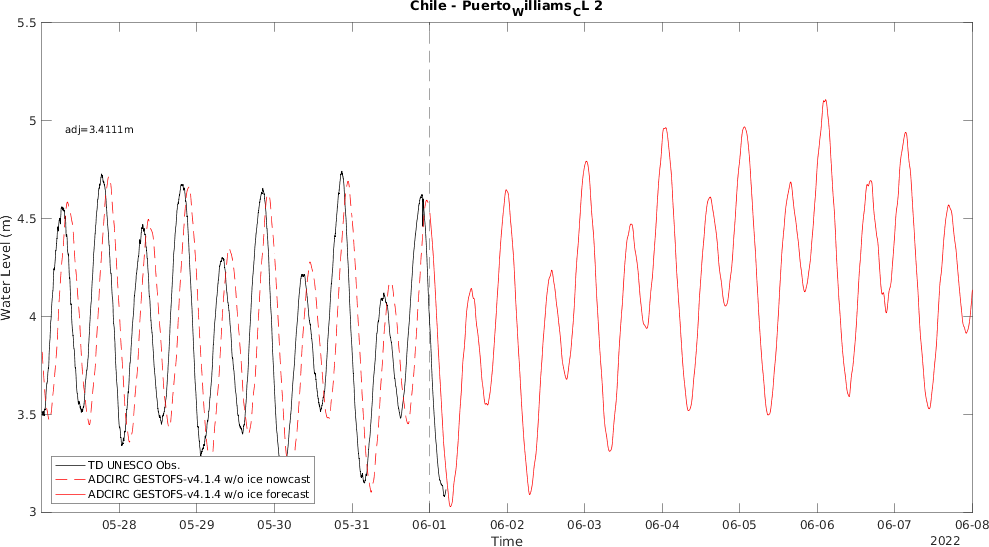 Chile - PuertoWilliamsCL 2
5.5
5
4.5
4
3.5
3
Water Level (m)
adj=3.4111m
TD UNESCO Obs.
ADCIRC GESTOFS-v4.1.4 w/o ice nowcast
ADCIRC GESTOFS-v4.1.4 w/o ice forecast
05-28 05-29 05-30 05-31 06-01 06-02 06-03 06-04 06-05 06-06 06-07 06-08
Time
2022